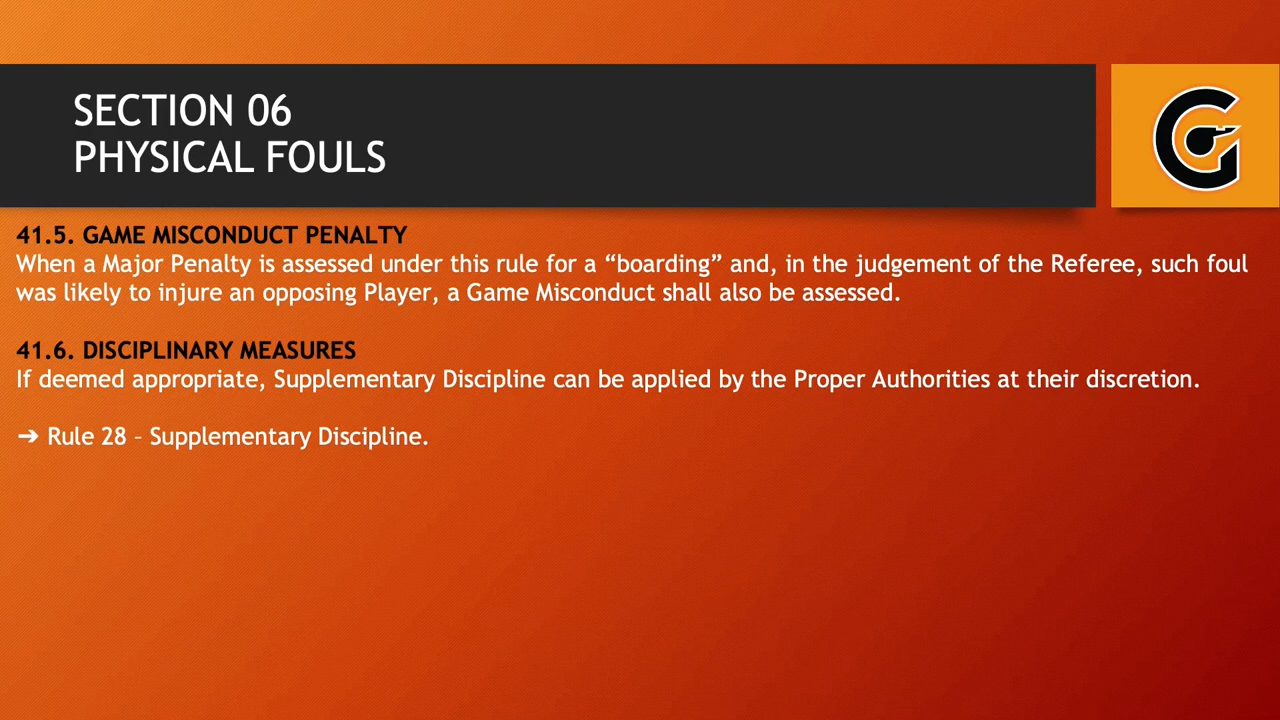 SECTION 06
PHYSICAL FOULS
41.5. GAME MISCONDUCT PENALTY
When a Major Penalty is assessed under this rule for a “boarding” and, in the judgement of the Referee, such foul
was likely to injure an opposing Player, a Game Misconduct shall also be assessed.
41.6. DISCIPLINARY MEASURES
If deemed appropriate, Supplementary Discipline can be applied by the Proper Authorities at their discretion.
➔ Rule 28 – Supplementary Discipline.